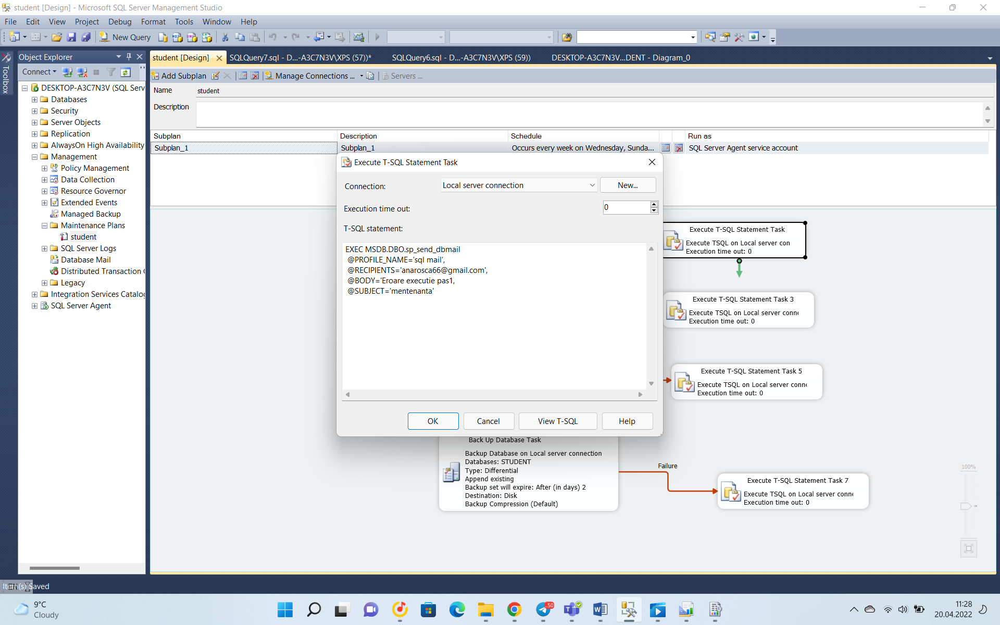 student [Design] - Microsoft SQL Server Management Studio
File Edit View Project Debug Format Tools Window Help
New Query
Toolbox
Object Explorer
Connect
DESKTOP-A3C7N3V (SQL Serv
Databases
Security
Server Objects
Replication
AlwaysOn High Availability
Management
Policy Management
Data Collection
Resource Governor
Extended Events
Managed Backup
Maintenance Plans
student
SQL Server Logs
Database Mail
Distributed Transaction
Legacy
Integration Services Catalog
SQL Server Agent
student [Design] SQLQuery7.sql - D...-A3C7N3V\XPS (57))* SQLQuery6.sql - D...-A3C7N3V\XPS (59)) DESKTOP-A3C7N3V...DENT - Diagram_0
Add Subplan Manage Connections ... Servers ...
Name student
Description
Subplan Description Schedule Run as
Subplan_1 Subplan_1 Occurs every week on Wednesday, Sunda... SQL Server Agent service account
Execute T-SQL Statement Task
Connection: Local server connection New...
Execution time out: 0
T-SQL statement:
EXEC MSDB.DBO.sp_send_dbmail
@PROFILE_NAME='sql mail',
@RECIPIENTS='anarosca66@gmail.com',
@BODY='Eroare executie pas1,
@SUBJECT='mentenanta'
OK Cancel View T-SQL Help
Execute T-SQL Statement Task
Execute TSQL on Local server con
Execution time out: 0
Execute T-SQL Statement Task 3
Execute TSQL on Local server conne
Execution time out: 0
Execute T-SQL Statement Task 5
Execute TSQL on Local server conne
Execution time out: 0
Back Up Database Task
Backup Database on Local server connection
Databases: STUDENT
Type: Differential
Append existing
Backup set will expire: After (in days) 2
Destination: Disk
Backup Compression (Default)
Failure
Execute T-SQL Statement Task 7
Execute TSQL on Local server conne
Execution time out: 0
100%
Item(s) Saved
9°C
Cloudy
50
11:28
20.04.2022